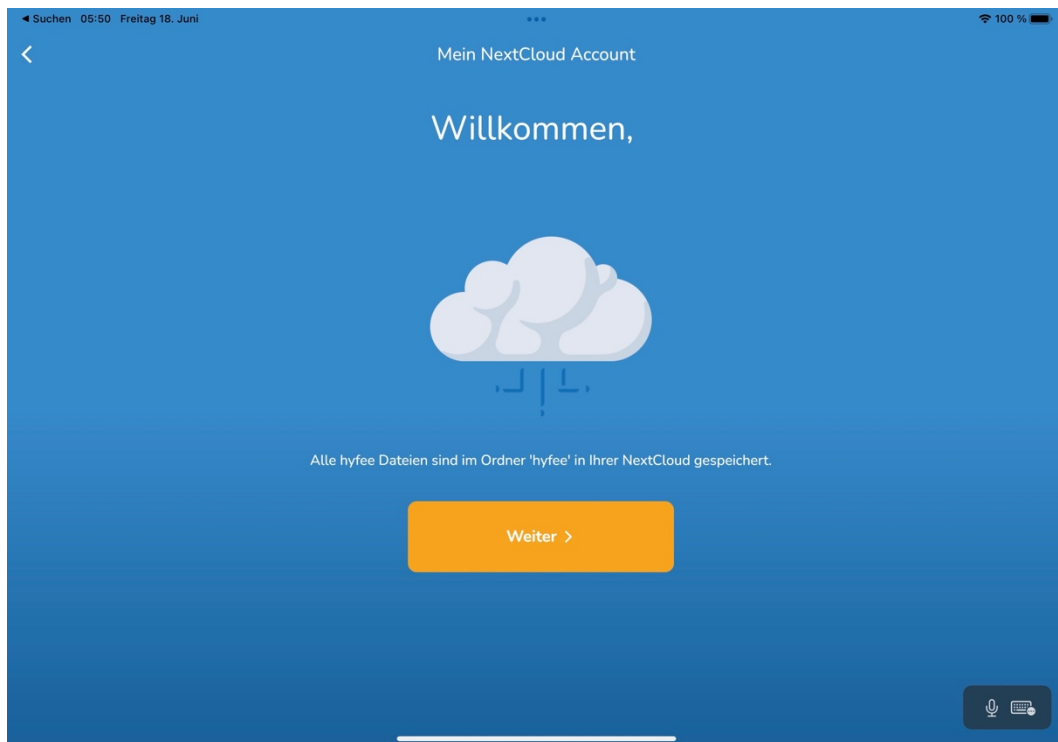 Suchen 05:50 Freitag 18. Juni 100 %
Mein NextCloud Account
Willkommen,
Alle hyfee Dateien sind im Ordner 'hyfee' in Ihrer NextCloud gespeichert.
Weiter